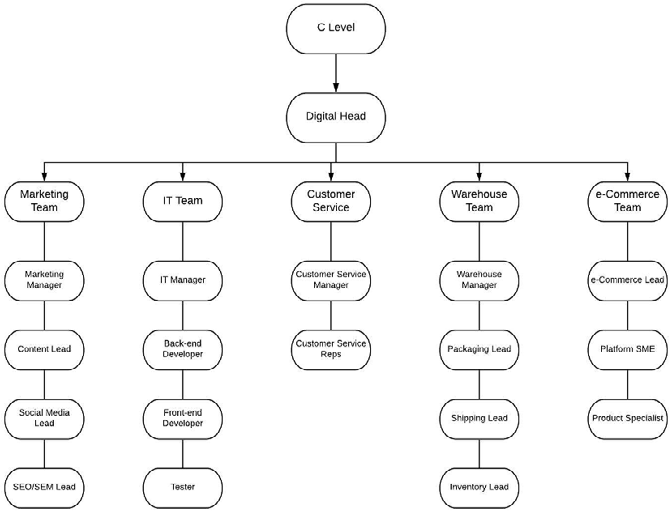 C Level
Digital Head
Marketing
Team
IT Team
Customer
Service
Warehouse
Team
e-Commerce
Team
Marketing
Manager
IT Manager
Customer Service
Manager
Warehouse
Manager
e-Commerce Lead
Content Lead
Back-end
Developer
Customer Service
Reps
Packaging Lead
Platform SME
Social Media
Lead
Front-end
Developer
Shipping Lead
Product Specialist
SEO/SEM Lead
Tester
Inventory Lead